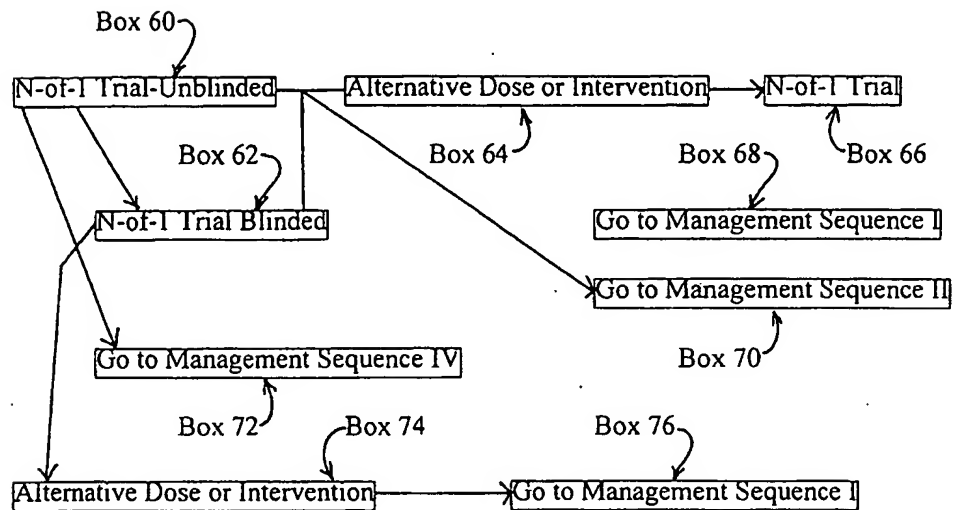 Box 60
N-of-1 Trial-Unblinded
Alternative Dose or Intervention
N-of-1 Trial
Box 62
Box 64
Box 68
Box 66
N-of-1 Trial Blinded
Go to Management Sequence I
Go to Management Sequence II
Go to Management Sequence IV
Box 70
Box 72
Box 74
Box 76
Alternative Dose or Intervention
Go to Management Sequence I